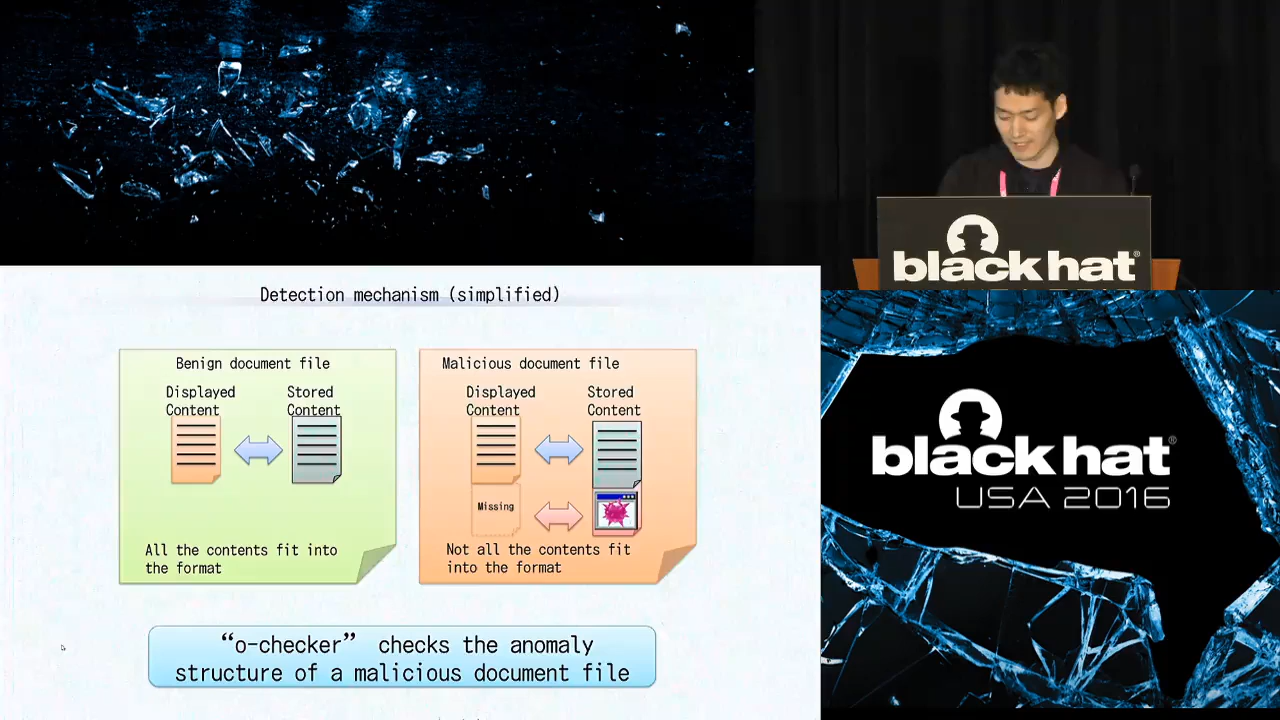 black hat®
Detection mechanism (simplified)
Benign document file
Displayed
Content
Stored
Content
All the contents fit into
the format
Malicious document file
Displayed
Content
Stored
Content
Missing
Not all the contents fit
into the format
“o-checker” checks the anomaly
structure of a malicious document file
black hat®
USA 2016